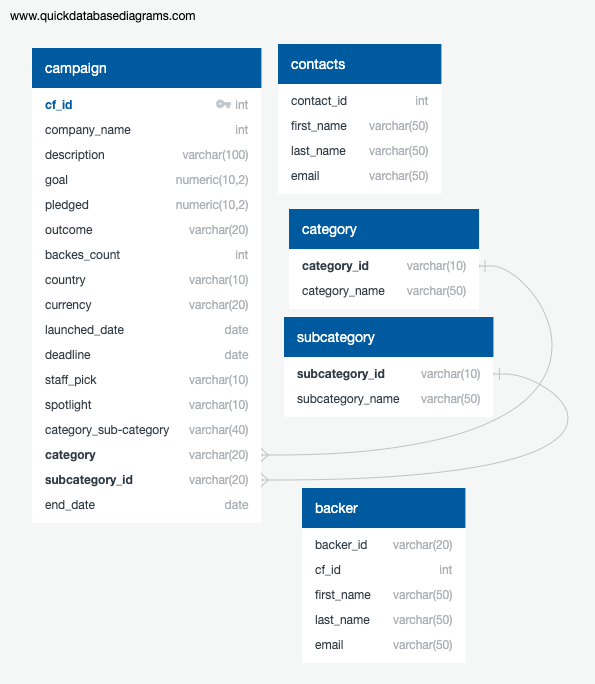 www.quickdatabasediagrams.com
campaign
cf_id int
company_name int
description varchar(100)
goal numeric(10,2)
pledged numeric(10,2)
outcome varchar(20)
backes_count int
country varchar(10)
currency varchar(20)
launched_date date
deadline date
staff_pick varchar(10)
spotlight varchar(10)
category_sub-category varchar(40)
category varchar(20)
subcategory_id varchar(20)
end_date date
contacts
contact_id int
first_name varchar(50)
last_name varchar(50)
email varchar(50)
category
category_id varchar(10)
category_name varchar(50)
subcategory
subcategory_id varchar(10)
subcategory_name varchar(50)
backer
backer_id varchar(20)
cf_id int
first_name varchar(50)
last_name varchar(50)
email varchar(50)